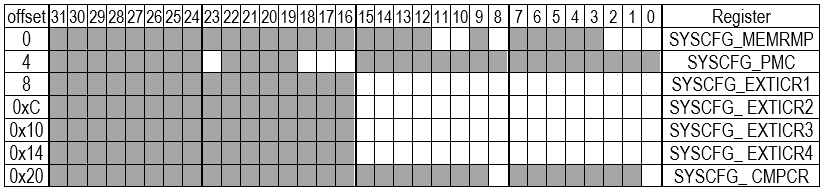 offset 31 30 29 28 27 26 25 24 23 22 21 20 19 18 17 16 15 14 13 12 11 10 9 8 7 6 5 4 3 2 1 0 Register
0 SYSCFG_MEMRMP
4 SYSCFG_PMC
8 SYSCFG_EXTICR1
0xC SYSCFG_ EXTICR2
0x10 SYSCFG_ EXTICR3
0x14 SYSCFG_ EXTICR4
0x20 SYSCFG_ CMPCR